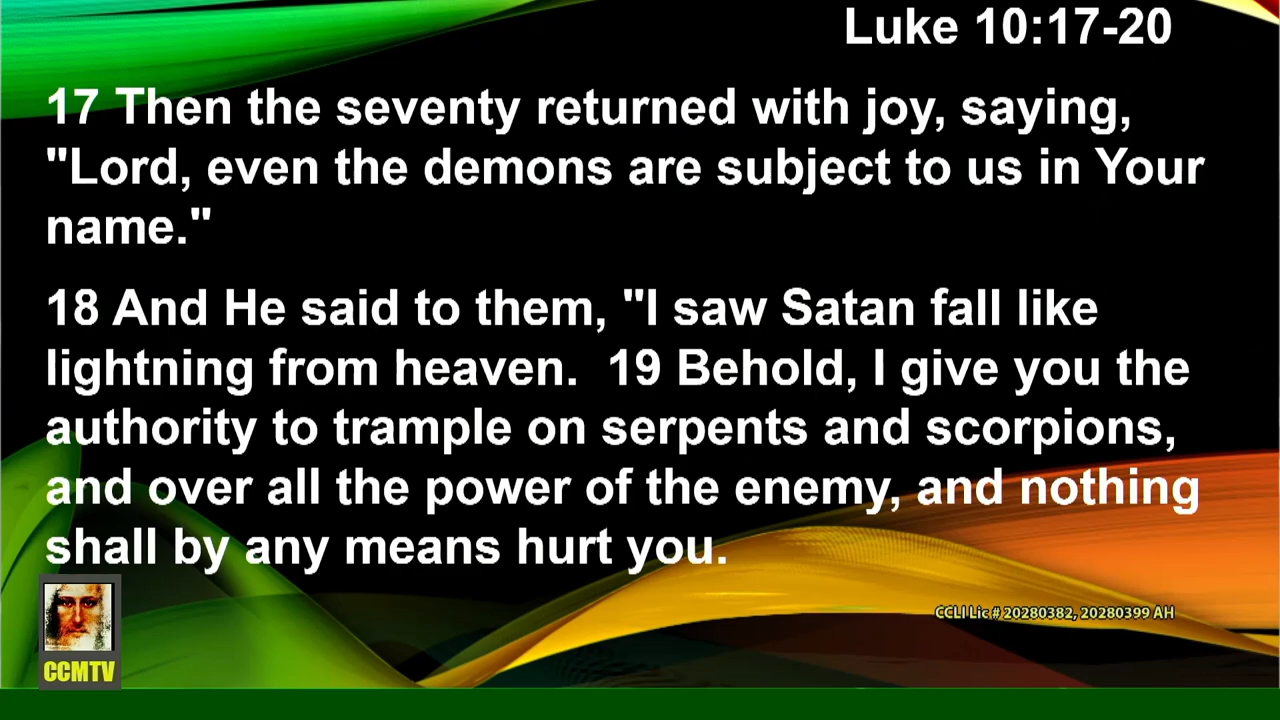 Luke 10:17-20
17 Then the seventy returned with joy, saying,
"Lord, even the demons are subject to us in Your
name."
18 And He said to them, "I saw Satan fall like
lightning from heaven.  19 Behold, I give you the
authority to trample on serpents and scorpions,
and over all the power of the enemy, and nothing
shall by any means hurt you.
CCLI Lic # 20280382, 20280399 AH
CCMTV